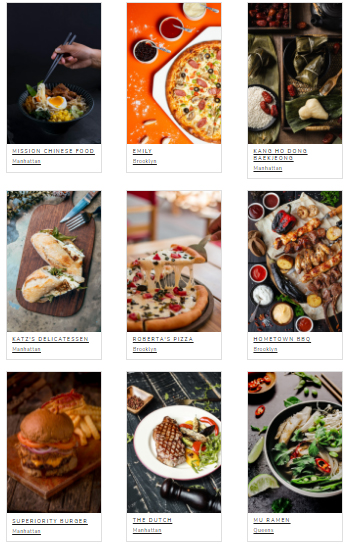 MISSION CHINESE FOOD
Manhattan
EMILY
Brooklyn
KANG HO DONG
BAEKJEONG
Manhattan
KATZ'S DELICATESSEN
Manhattan
ROBERTA'S PIZZA
Brooklyn
HOMETOWN BBQ
Brooklyn
SUPERIORITY BURGER
Manhattan
THE DUTCH
Manhattan
MU RAMEN
Queens